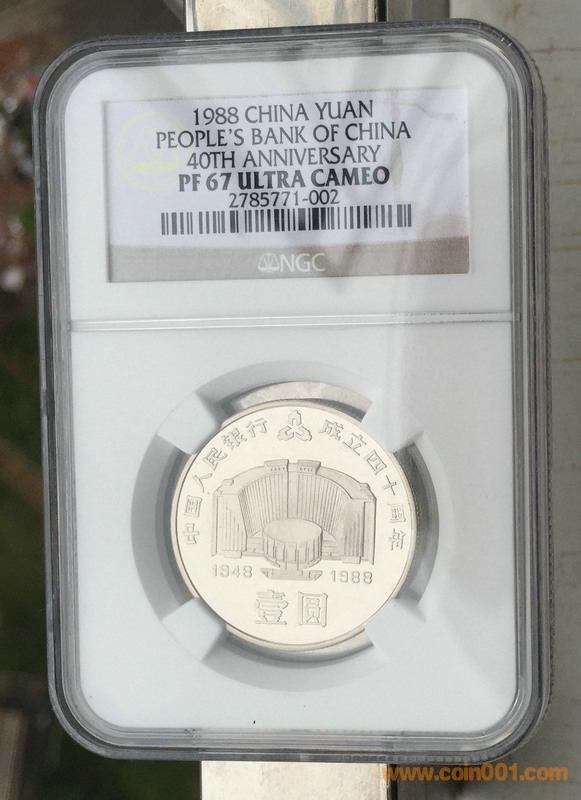 1988 CHINA YUAN
PEOPLE'S BANK OF CHINA
40TH ANNIVERSARY
PF 67 ULTRA CAMEO
2785771-002
NGC
中国人民银行 成立四十周年
1948 1988
壹圆
www.coin001.com